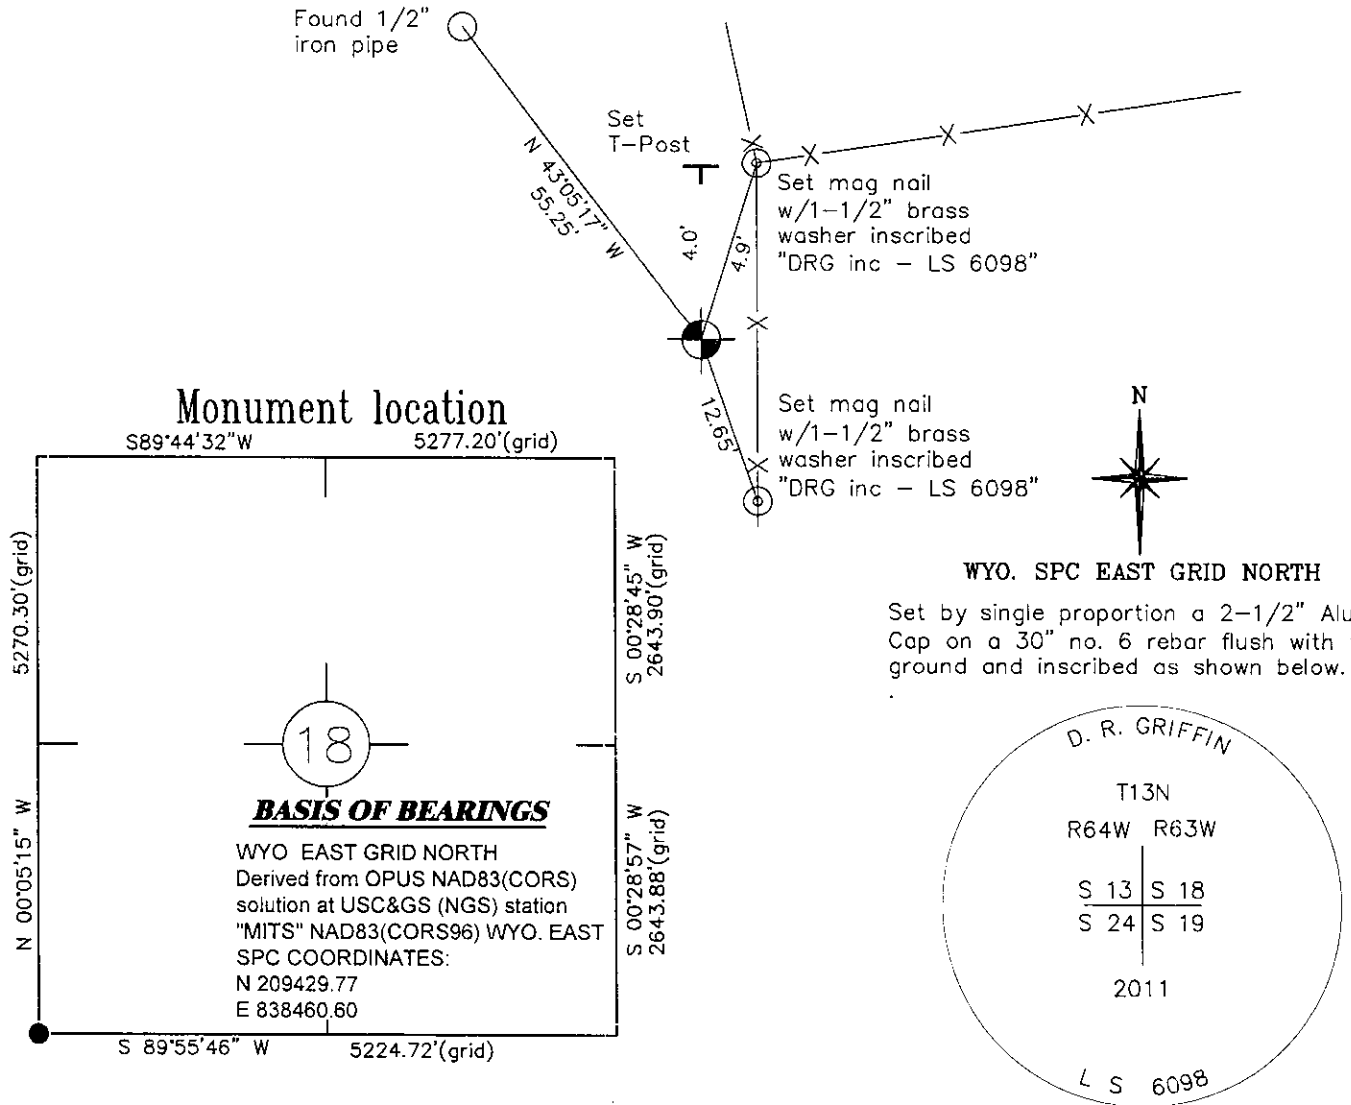 Found 1/2"
iron pipe
Set
T-Post
N 43°05'17" W
55.25'
4.0'
4.9'
Set mag nail
w/1-1/2" brass
washer inscribed
"DRG inc - LS 6098"
12.65'
Set mag nail
w/1-1/2" brass
washer inscribed
"DRG inc - LS 6098"
Monument location
S89°44'32"W 5277.20'(grid)
5270.30'(grid)
N 00°05'15" W
S 00°28'45" W
2643.90'(grid)
S 00°28'57" W
2643.88'(grid)
18
BASIS OF BEARINGS
WYO EAST GRID NORTH
Derived from OPUS NAD83(CORS)
solution at USC&GS (NGS) station
"MITS" NAD83(CORS96) WYO. EAST
SPC COORDINATES:
N 209429.77
E 838460.60
S 89°55'46" W 5224.72'(grid)
N
WYO. SPC EAST GRID NORTH
Set by single proportion a 2-1/2" Alu
Cap on a 30" no. 6 rebar flush with
ground and inscribed as shown below.
D. R. GRIFFIN
T13N
R64W R63W
S 13 S 18
S 24 S 19
2011
L S 6098